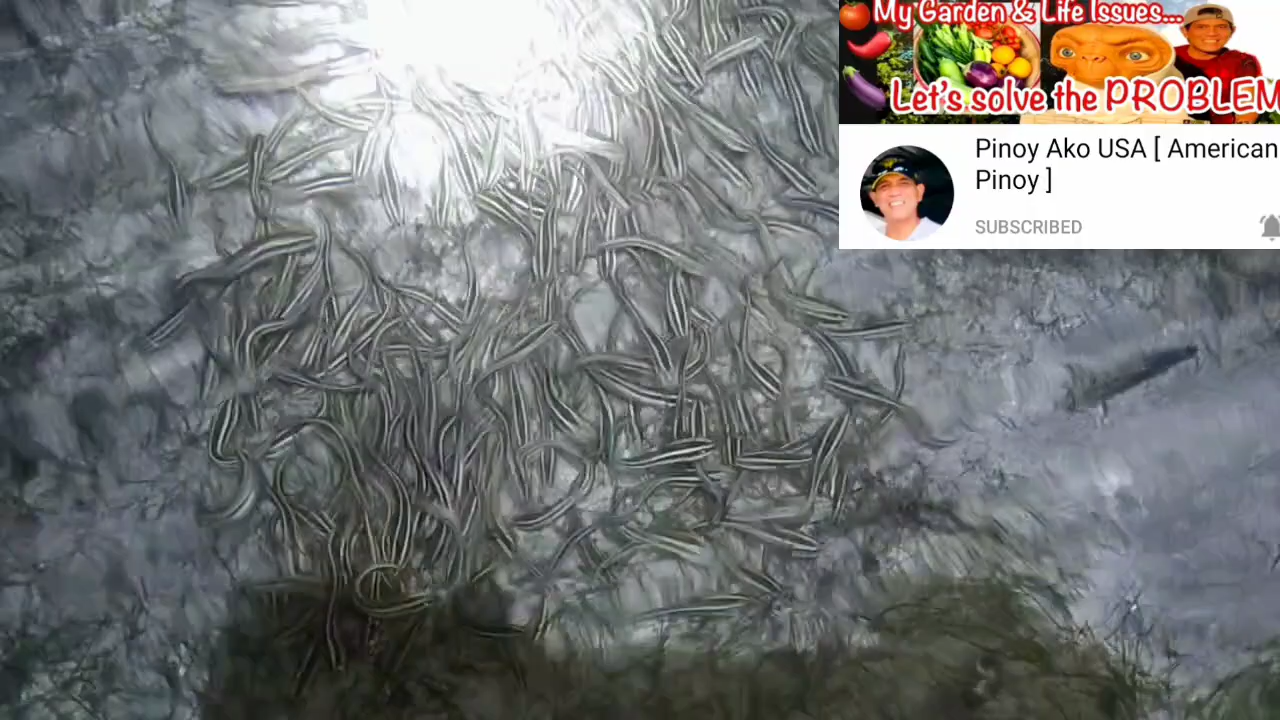 My Garden & Life Issues...
Let's solve the PROBLEM
Pinoy Ako USA [ American
Pinoy ]
SUBSCRIBED